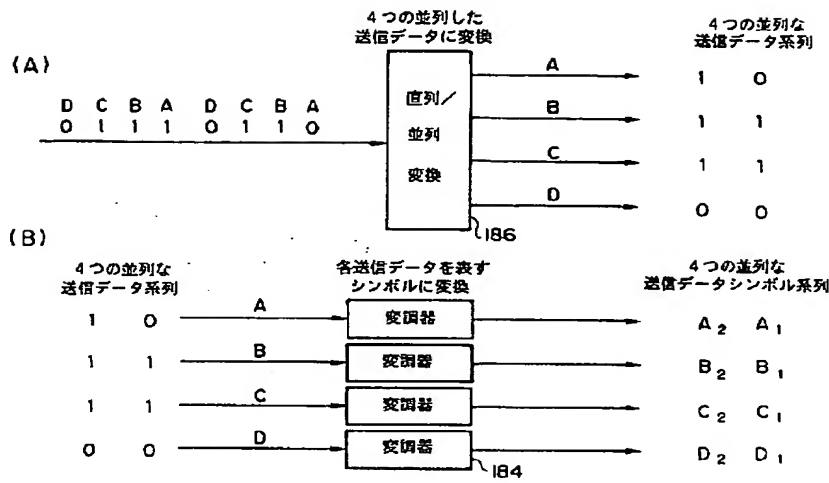 (A)
4つの並列した
送信データに変換
4つの並列な
送信データ系列
D C B A D C B A
0 1 1 1 0 1 1 0
直列/
並列
変換
186
A
1 0
B
1 1
C
1 1
D
0 0
(B)
4つの並列な
送信データ系列
各送信データを表す
シンボルに変換
4つの並列な
送信データシンボル系列
1 0
A
変調器
A2 A1
1 1
B
変調器
B2 B1
1 1
C
変調器
C2 C1
0 0
D
変調器
D2 D1
184